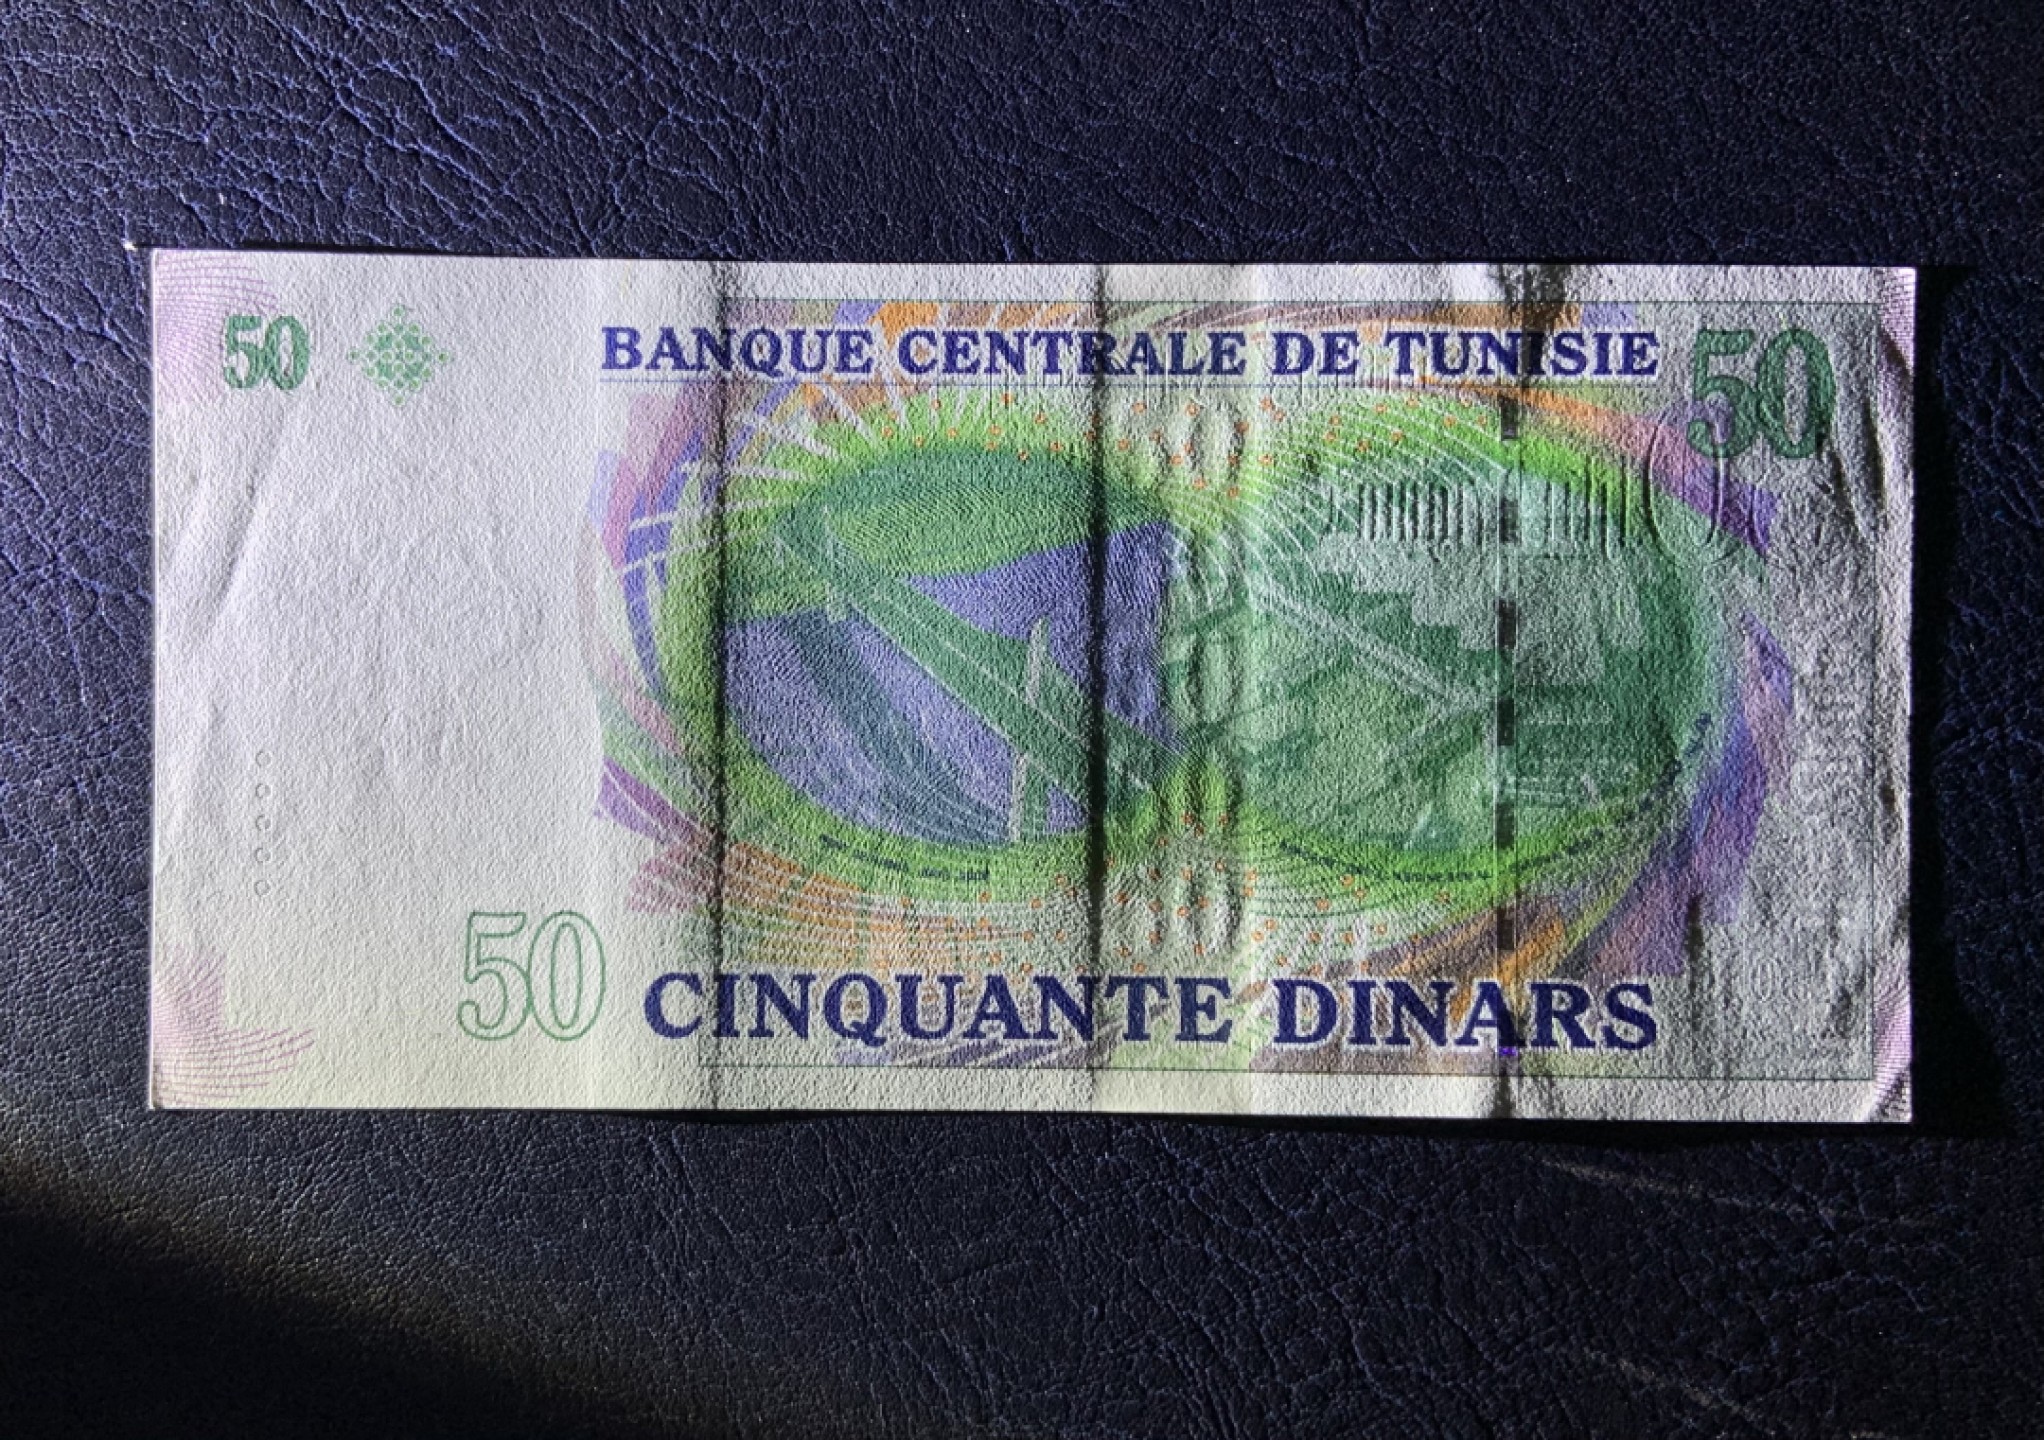 50
BANQUE CENTRALE DE TUNISIE
50
50
CINQUANTE DINARS